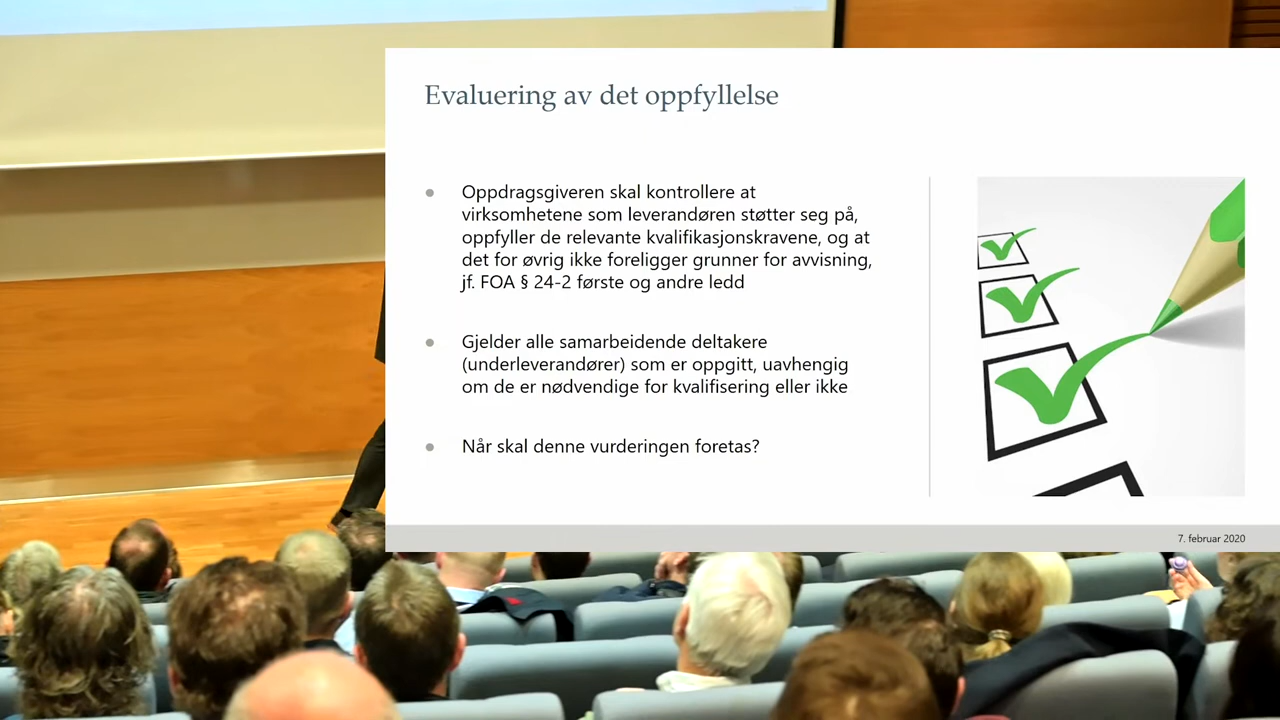 Evaluering av det oppfyllelse
Oppdragsgiveren skal kontrollere at
virksomhetene som leverandøren støtter seg på,
oppfyller de relevante kvalifikasjonskravene, og at
det for øvrig ikke foreligger grunner for avvisning,
jf. FOA § 24-2 første og andre ledd
Gjelder alle samarbeidende deltakere
(underleverandører) som er oppgitt, uavhengig
om de er nødvendige for kvalifisering eller ikke
Når skal denne vurderingen foretas?
7. februar 2020